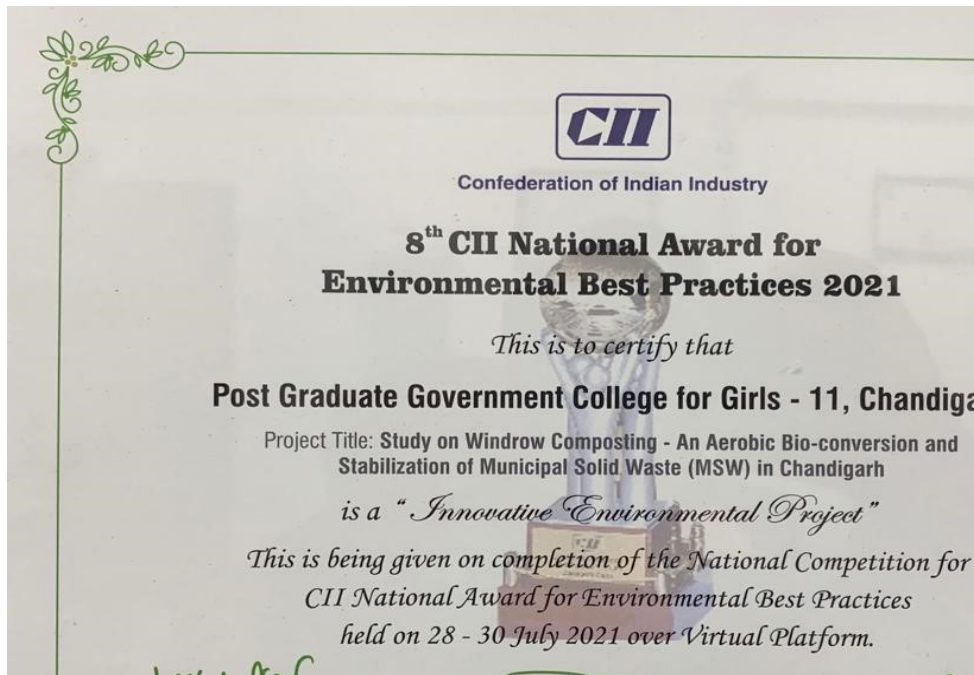 CII
Confederation of Indian Industry
8th CII National Award for
Environmental Best Practices 2021
This is to certify that
Post Graduate Government College for Girls - 11, Chandiga
Project Title: Study on Windrow Composting - An Aerobic Bio-conversion and
Stabilization of Municipal Solid Waste (MSW) in Chandigarh
is a " Innovative Environmental Project "
This is being given on completion of the National Competition for
CII National Award for Environmental Best Practices
held on 28 - 30 July 2021 over Virtual Platform.